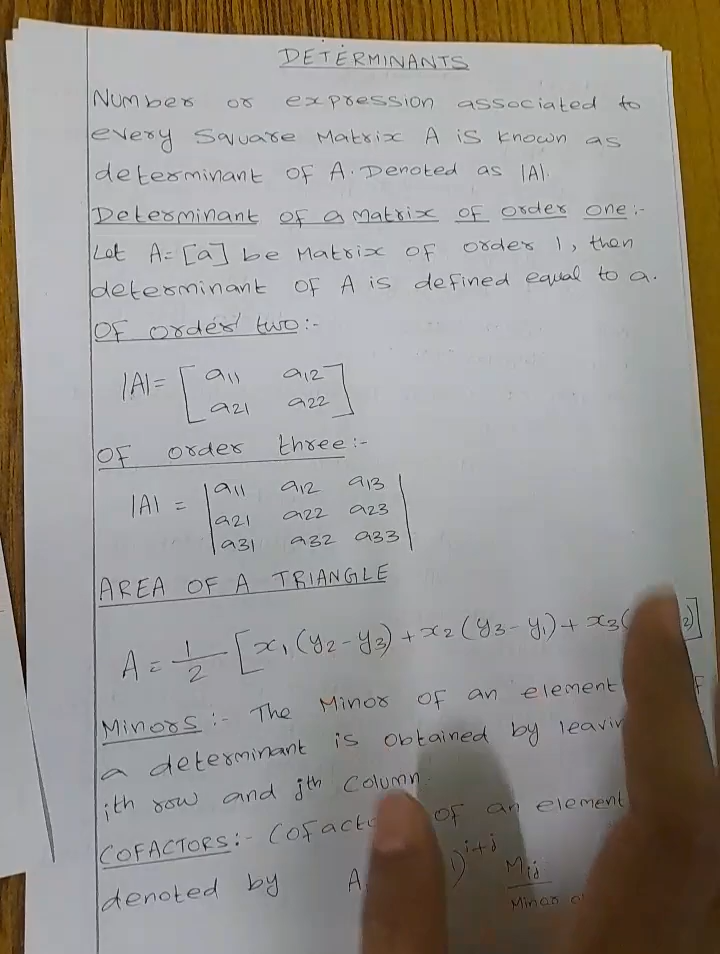 DETERMINANTS
Number or expression associated to
every Square Matrix A is known as
determinant of A. Denoted as |A|.
Determinant of a matrix of order one:-
Let A=[a] be Matrix of order 1, then
determinant of A is defined equal to a.
OF order two:-
|A|= [ a11 a12
a21 a22 ]
OF order three:-
|A| = | a11 a12 a13
a21 a22 a23
a31 a32 a33 |
AREA OF A TRIANGLE
A = 1/2 [x1(y2-y3)+x2(y3-y1)+x3( 2)]
Minors:- The Minor of an element
a determinant is obtained by
ith row and jth column.
COFACTORS:- of an element
denoted by A )i+j Mij
Minor